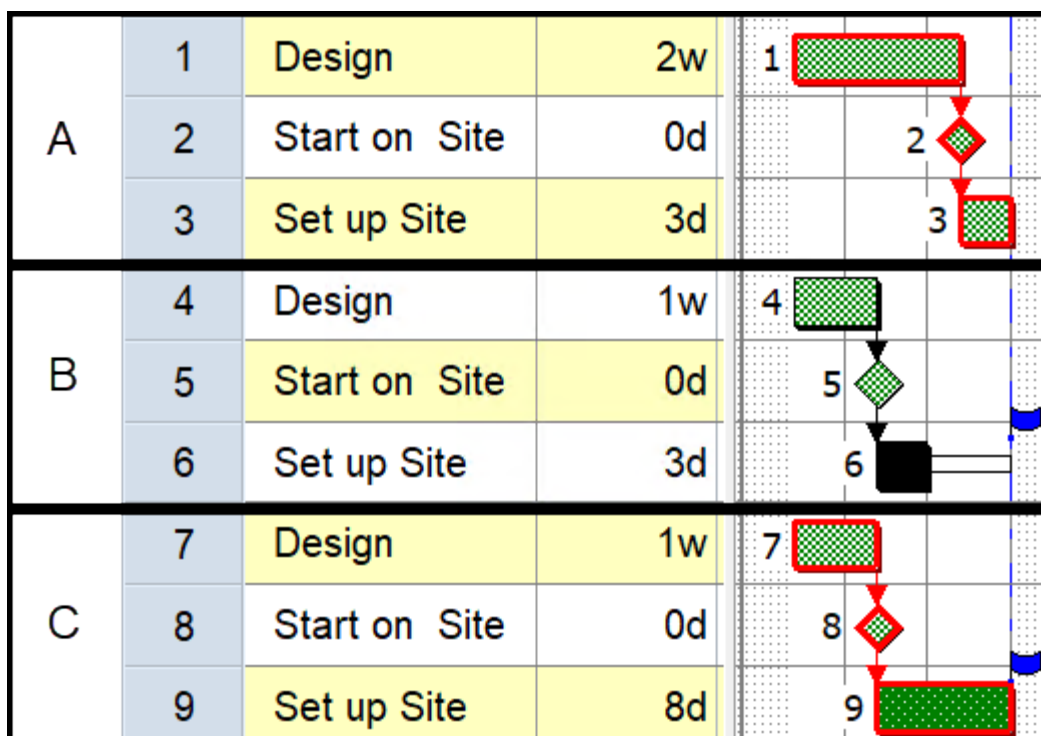 A
1 Design 2w 1
2 Start on Site 0d 2
3 Set up Site 3d 3
B
4 Design 1w 4
5 Start on Site 0d 5
6 Set up Site 3d 6
C
7 Design 1w 7
8 Start on Site 0d 8
9 Set up Site 8d 9